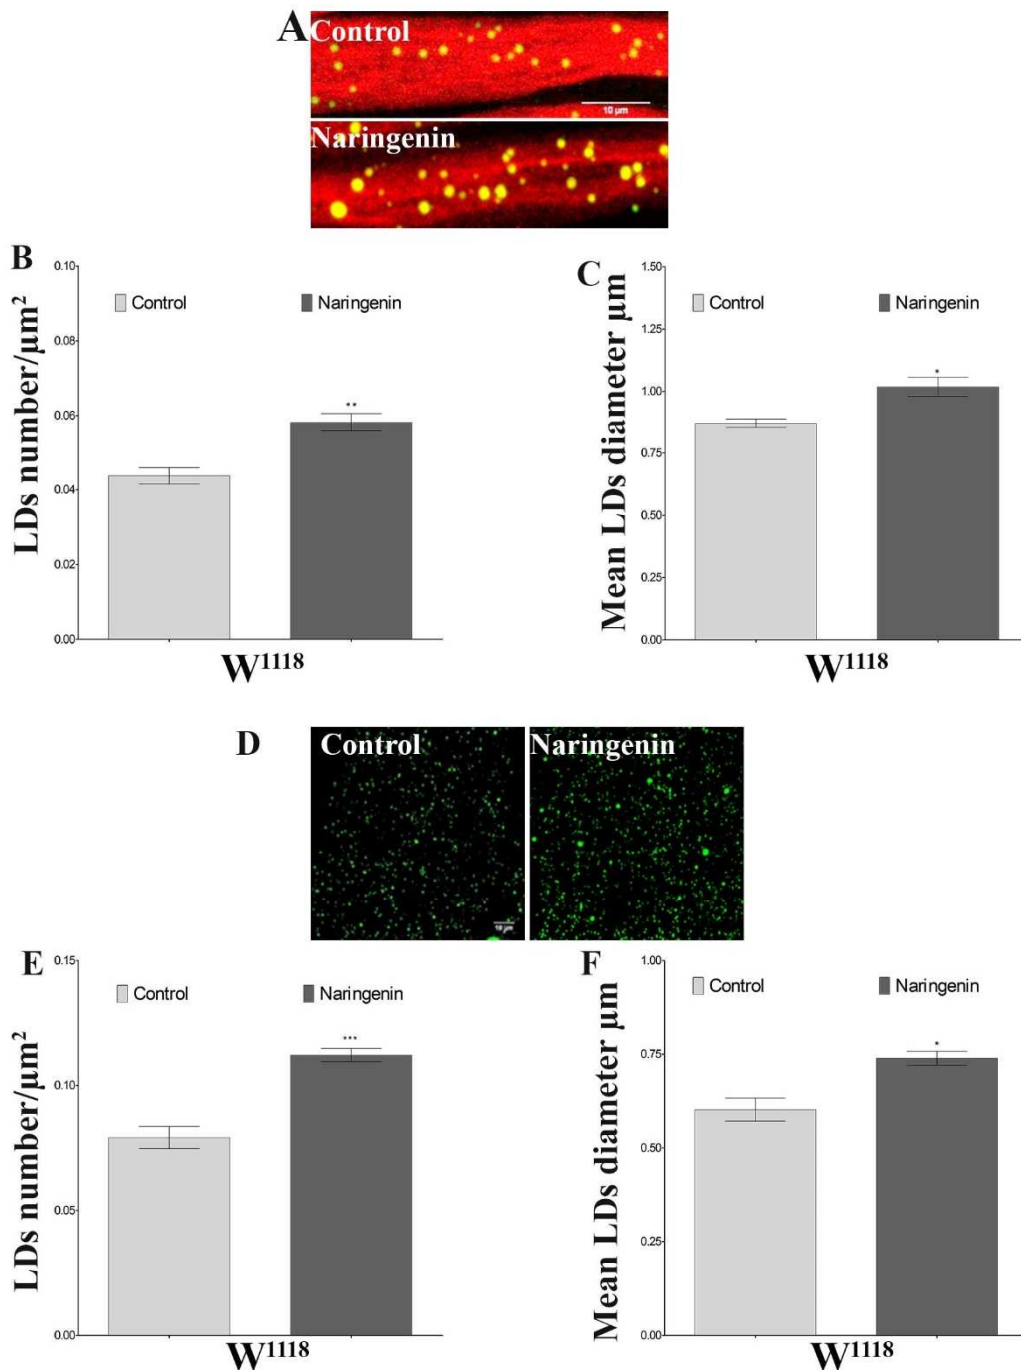 A
Control
10 µm
Naringenin
B
LDs number/µm²
0.10
0.08
0.06
0.04
0.02
0.00
Control
Naringenin
**
W¹¹¹⁸
C
Mean LDs diameter µm
1.50
1.25
1.00
0.75
0.50
0.25
0.00
Control
Naringenin
*
W¹¹¹⁸
D
Control
10 µm
Naringenin
E
LDs number/µm²
0.15
0.10
0.05
0.00
Control
Naringenin
***
W¹¹¹⁸
F
Mean LDs diameter µm
1.00
0.75
0.50
0.25
0.00
Control
Naringenin
*
W¹¹¹⁸